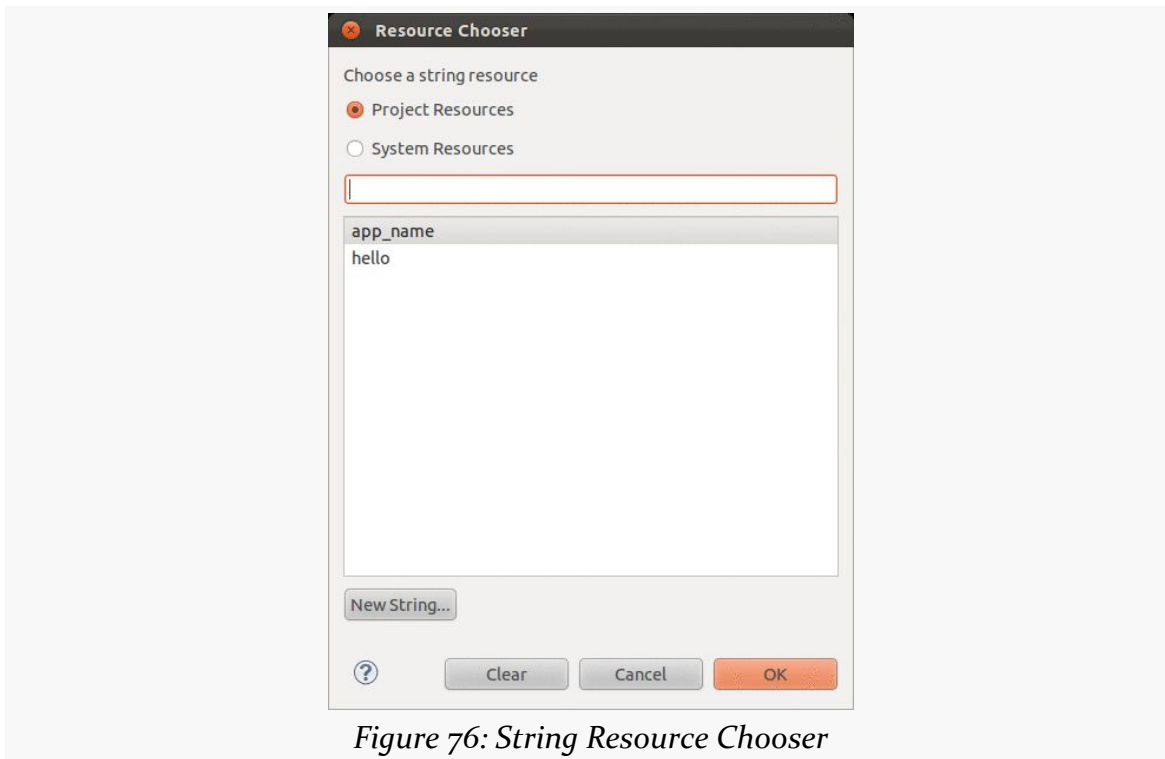 Resource Chooser
Choose a string resource
Project Resources
System Resources
app_name
hello
New String...
Clear Cancel OK
Figure 76: String Resource Chooser